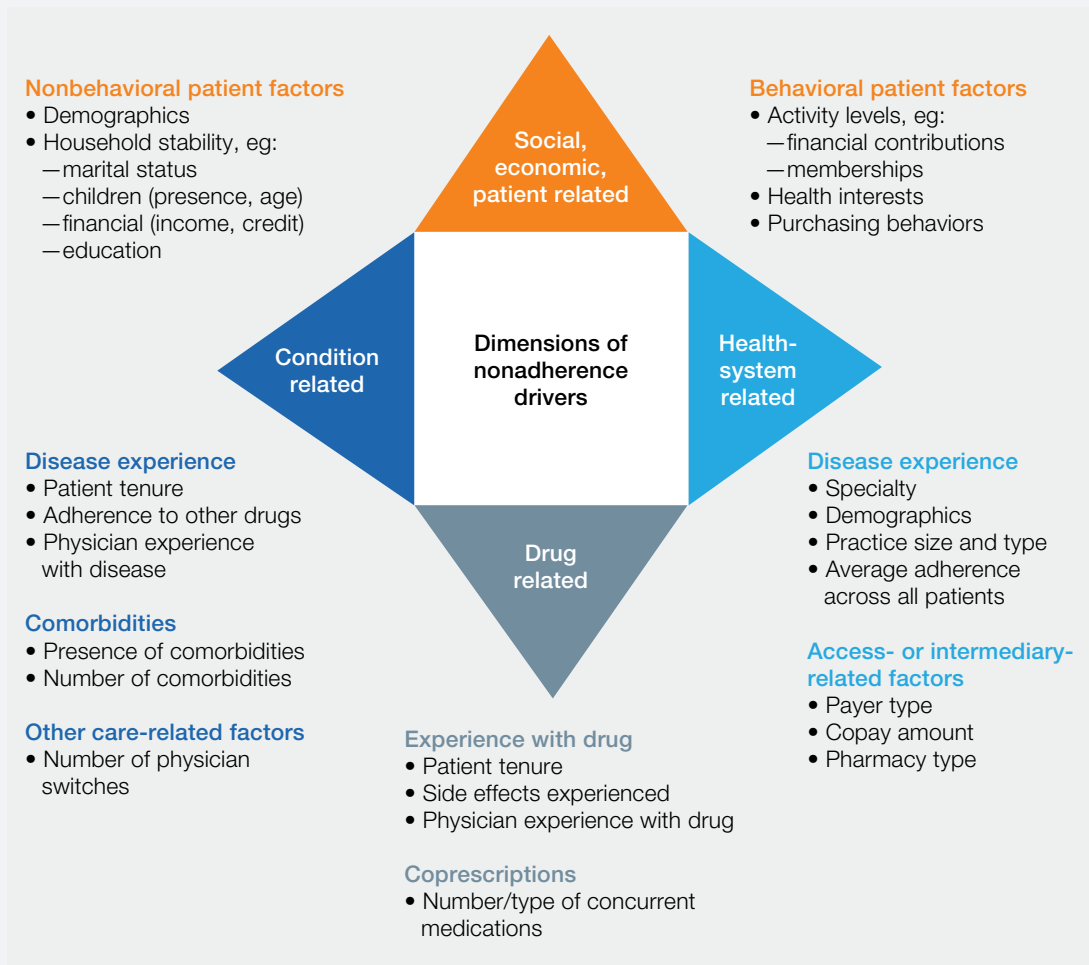 Nonbehavioral patient factors
• Demographics
• Household stability, eg:
—marital status
—children (presence, age)
—financial (income, credit)
—education
Social,
economic,
patient related
Behavioral patient factors
• Activity levels, eg:
—financial contributions
—memberships
• Health interests
• Purchasing behaviors
Condition
related
Dimensions of
nonadherence
drivers
Health-
system
related
Disease experience
• Patient tenure
• Adherence to other drugs
• Physician experience
with disease
Comorbidities
• Presence of comorbidities
• Number of comorbidities
Other care-related factors
• Number of physician
switches
Drug
related
Experience with drug
• Patient tenure
• Side effects experienced
• Physician experience with drug
Coprescriptions
• Number/type of concurrent
medications
Disease experience
• Specialty
• Demographics
• Practice size and type
• Average adherence
across all patients
Access- or intermediary-
related factors
• Payer type
• Copay amount
• Pharmacy type